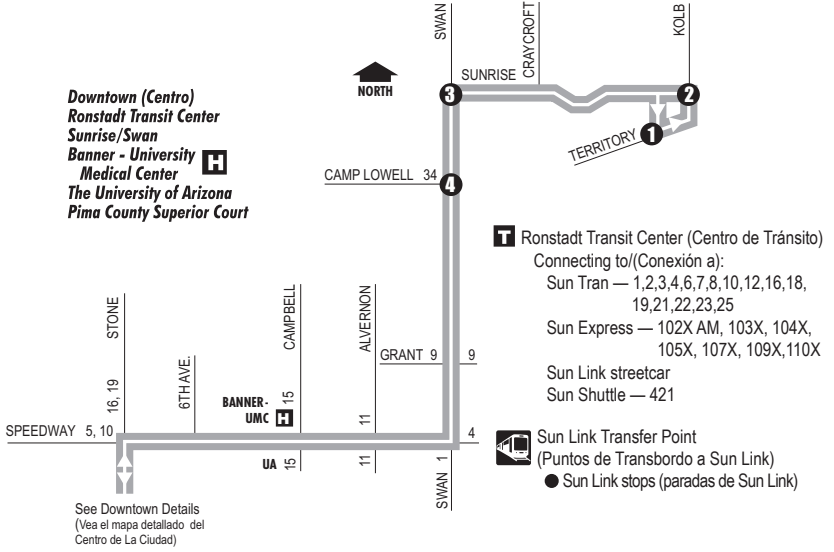 SWAN
CRAYCROFT
KOLB
SUNRISE
NORTH
3
2
1
TERRITORY
Downtown (Centro)
Ronstadt Transit Center
Sunrise/Swan
Banner - University H
Medical Center
The University of Arizona
Pima County Superior Court
CAMP LOWELL 34
4
T Ronstadt Transit Center (Centro de Tránsito)
Connecting to/(Conexión a):
Sun Tran — 1,2,3,4,6,7,8,10,12,16,18,
19,21,22,23,25
Sun Express — 102X AM, 103X, 104X,
105X, 107X, 109X,110X
Sun Link streetcar
Sun Shuttle — 421
Sun Link Transfer Point
(Puntos de Transbordo a Sun Link)
Sun Link stops (paradas de Sun Link)
STONE
16, 19
6TH AVE.
CAMPBELL
15
ALVERNON
11
GRANT 9
9
BANNER-
UMC H
SPEEDWAY 5, 10
4
UA
15
11
SWAN 1
See Downtown Details
(Vea el mapa detallado del
Centro de La Ciudad)